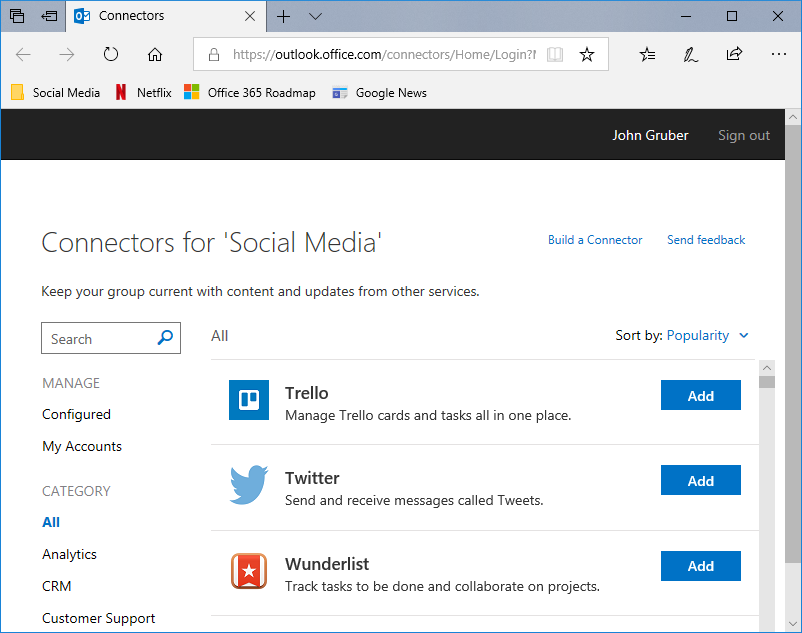 Connectors
https://outlook.office.com/connectors/Home/Login?
Social Media Netflix Office 365 Roadmap Google News
John Gruber Sign out
Connectors for 'Social Media'
Build a Connector Send feedback
Keep your group current with content and updates from other services.
Search
All
Sort by: Popularity
MANAGE
Configured
My Accounts
CATEGORY
All
Analytics
CRM
Customer Support
Trello
Manage Trello cards and tasks all in one place.
Add
Twitter
Send and receive messages called Tweets.
Add
Wunderlist
Track tasks to be done and collaborate on projects.
Add